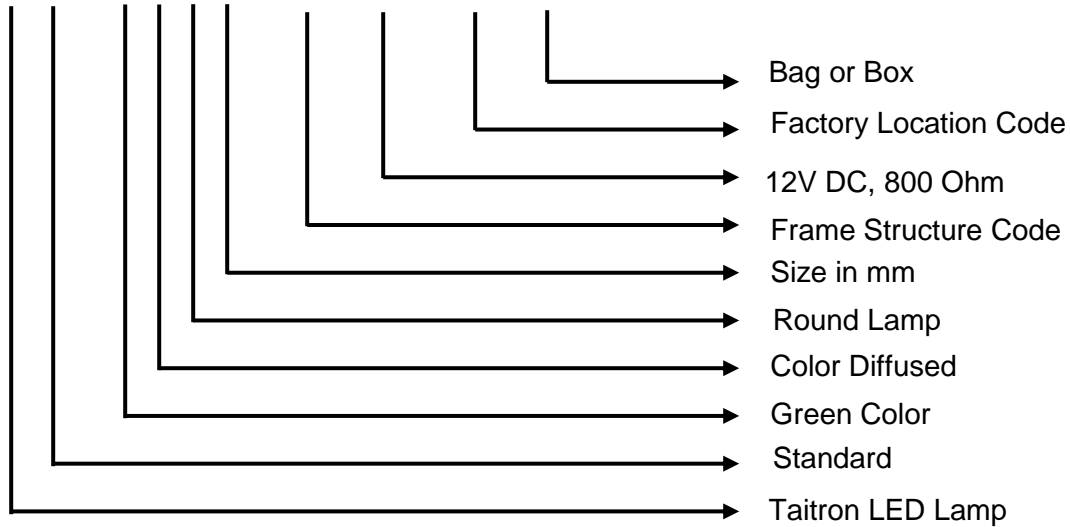 Bag or Box
Factory Location Code
12V DC, 800 Ohm
Frame Structure Code
Size in mm
Round Lamp
Color Diffused
Green Color
Standard
Taitron LED Lamp